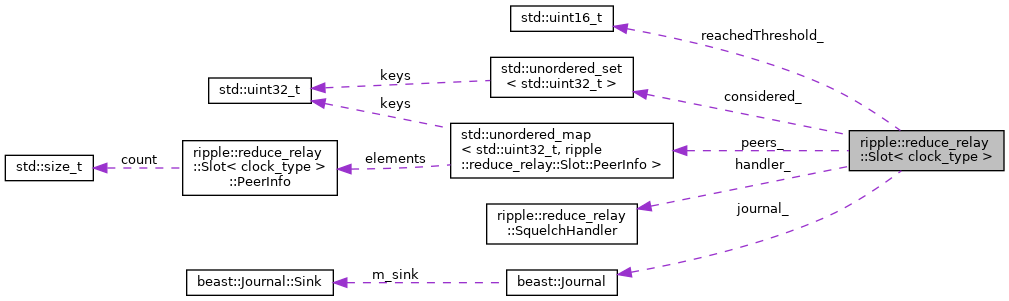 std::uint16_t
reachedThreshold_
std::unordered_set
< std::uint32_t >
keys
std::uint32_t
considered_
keys
std::unordered_map
< std::uint32_t, ripple
::reduce_relay::Slot::PeerInfo >
ripple::reduce_relay
::Slot< clock_type >
peers_
ripple::reduce_relay
::Slot< clock_type >
::PeerInfo
elements
count
std::size_t
handler_
ripple::reduce_relay
::SquelchHandler
journal_
beast::Journal::Sink
m_sink
beast::Journal